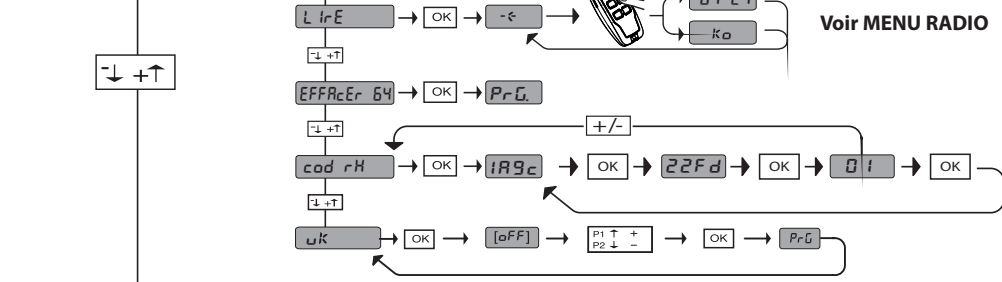 LIrE OK -€
Ko
Voir MENU RADIO
-↓ +↑
-↓ +↑
EFFAcEr 64 OK PrG.
-↓ +↑
+/-
cod rH OK 1A9c OK 22Fd OK 01 OK
-↓ +↑
uK OK [oFF] P1 ↑ + OK PrG
P2 ↓ -